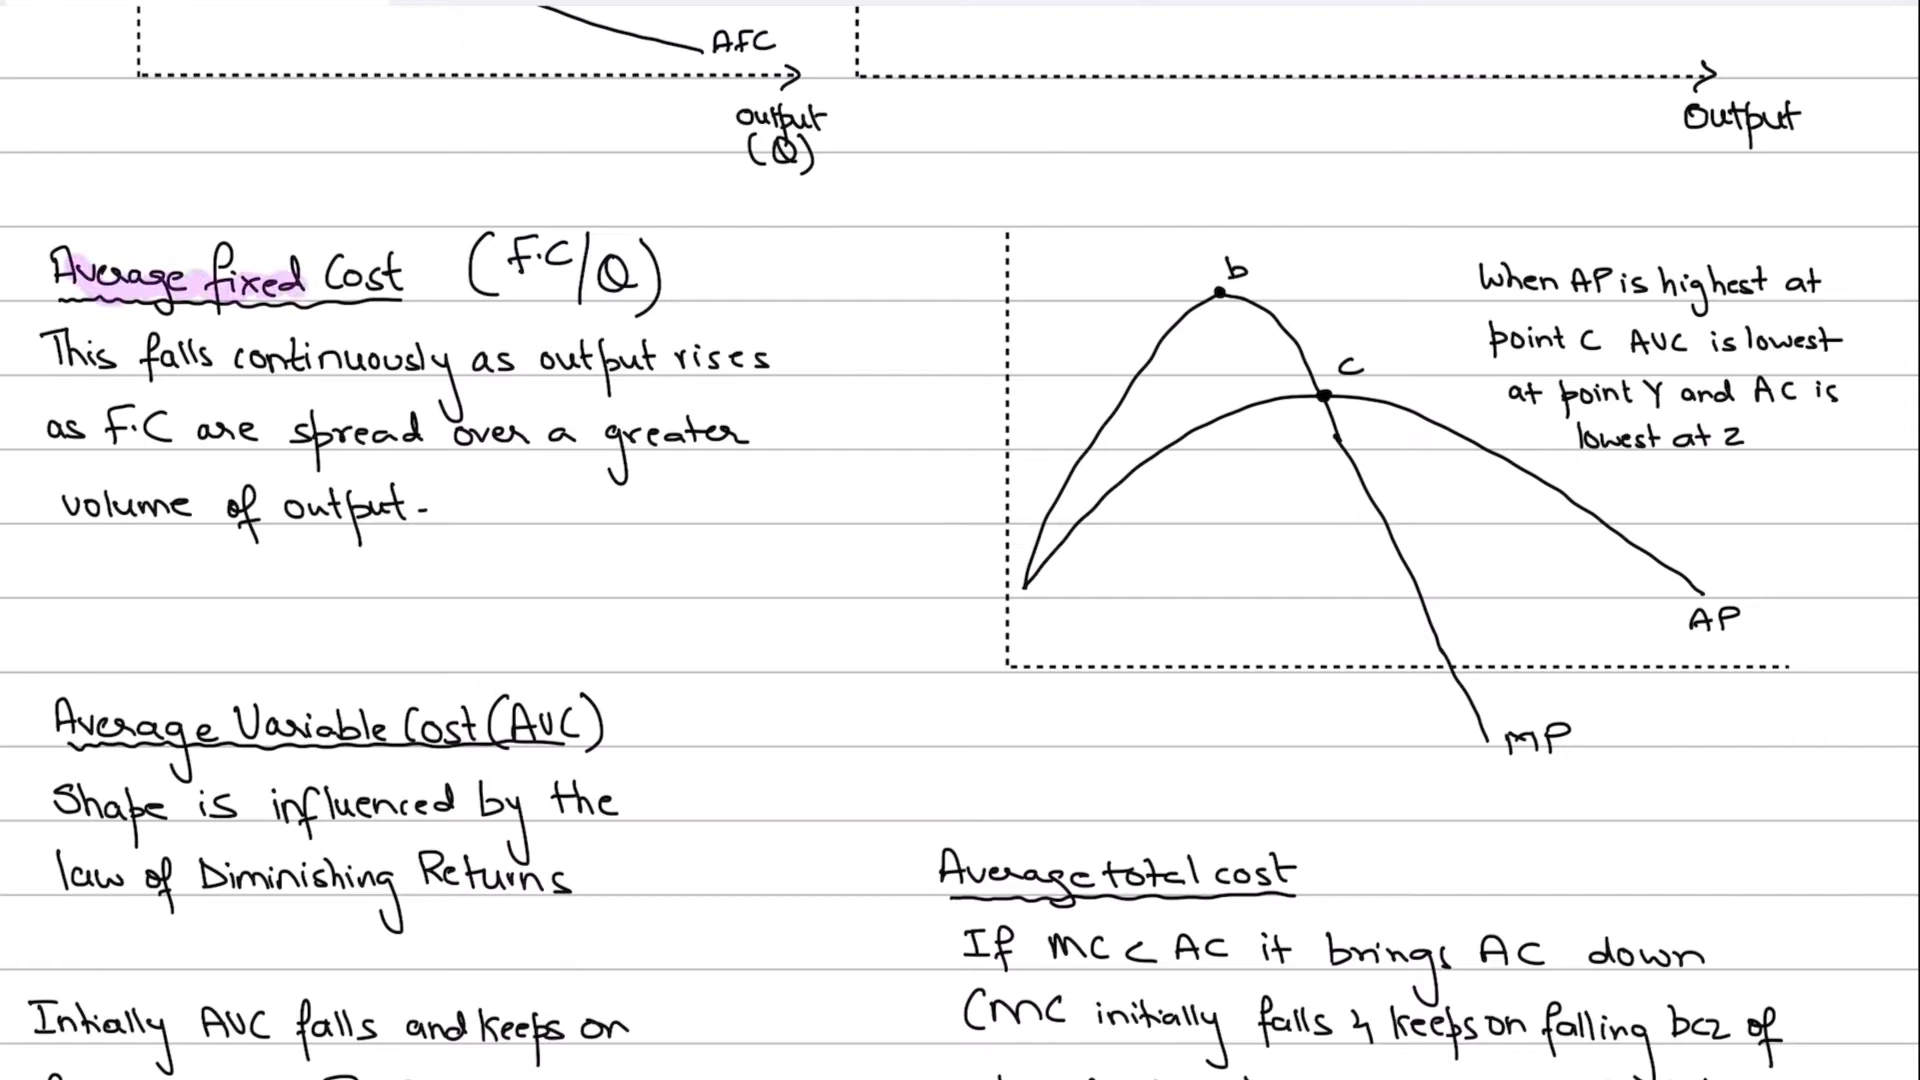 AFC
output
(Q)
Output
Average fixed Cost (F.C/Q)
This falls continuously as output rises
as F.C are spread over a greater
volume of output-
b
C
When AP is highest at
point C AVC is lowest
at point Y and AC is
lowest at Z
AP
MP
Average Variable Cost (AVC)
Shape is influenced by the
law of Diminishing Returns
Intially AVC falls and keeps on
Average total cost
If MC < AC it brings AC down
(MC initially falls & keeps on falling bcz of